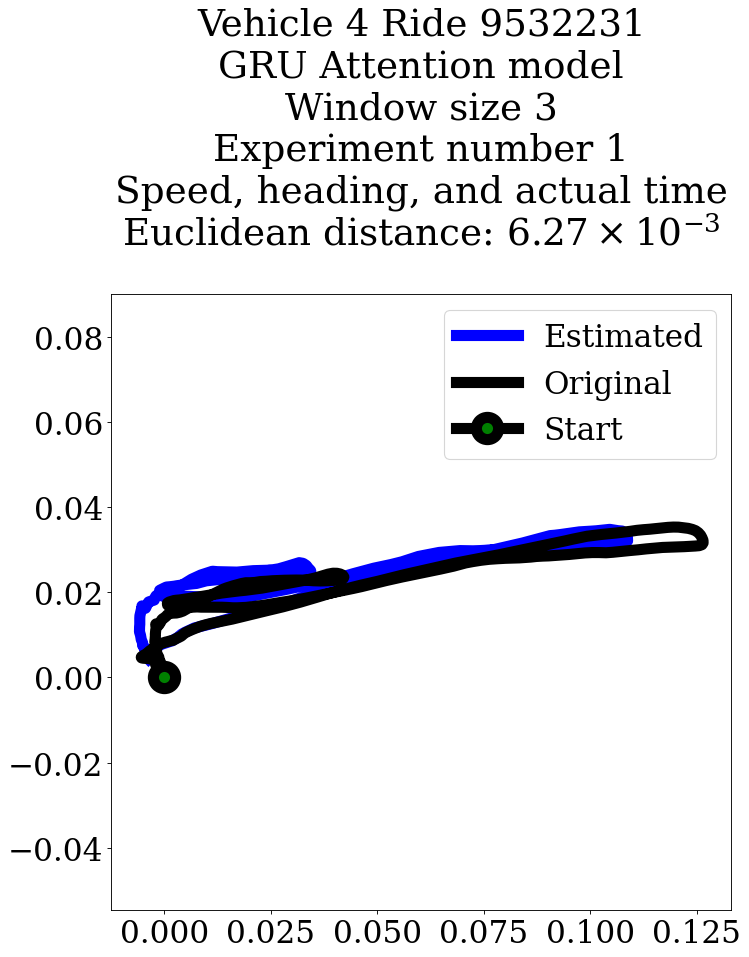 Vehicle 4 Ride 9532231
GRU Attention model
Window size 3
Experiment number 1
Speed, heading, and actual time
Euclidean distance: 6.27 × 10⁻³
Estimated
Original
Start
0.08
0.06
0.04
0.02
0.00
−0.02
−0.04
0.000 0.025 0.050 0.075 0.100 0.125